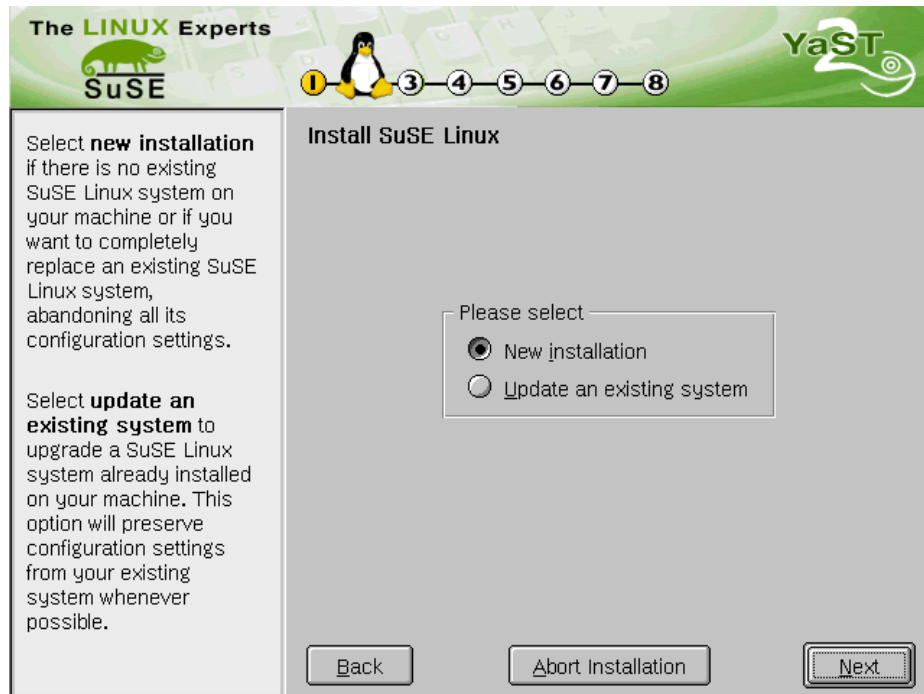 The LINUX Experts
SuSE
1 3 4 5 6 7 8
YaST 2
Select new installation
if there is no existing
SuSE Linux system on
your machine or if you
want to completely
replace an existing SuSE
Linux system,
abandoning all its
configuration settings.
Select update an
existing system to
upgrade a SuSE Linux
system already installed
on your machine. This
option will preserve
configuration settings
from your existing
system whenever
possible.
Install SuSE Linux
Please select
New installation
Update an existing system
Back
Abort Installation
Next